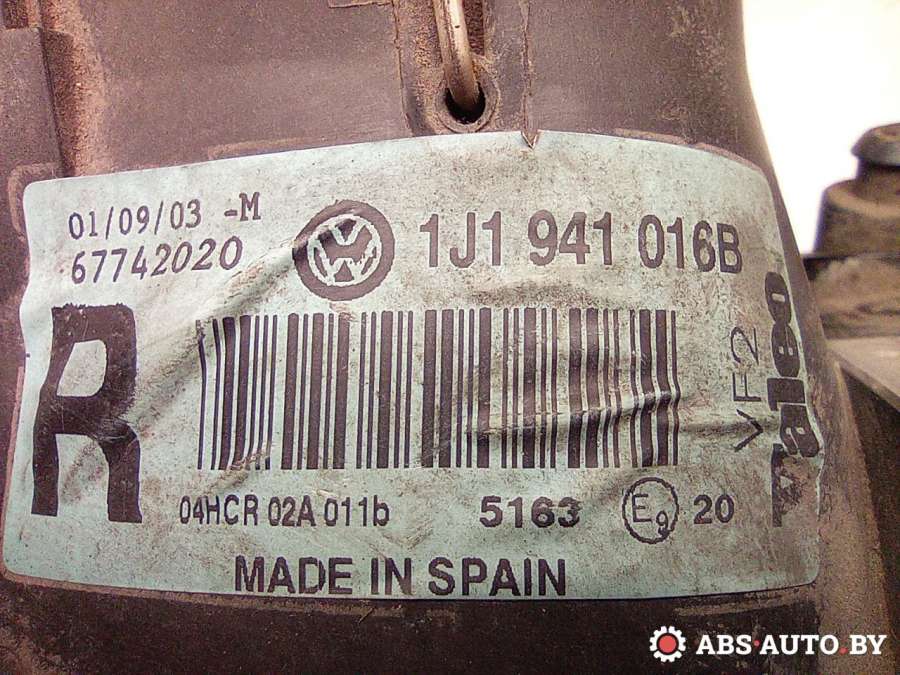 01/09/03 -M
67742020
1J1 941 016B
R
VF2
Valeo
04HCR 02A 011b 5163 E9 20
MADE IN SPAIN
ABS-AUTO.BY